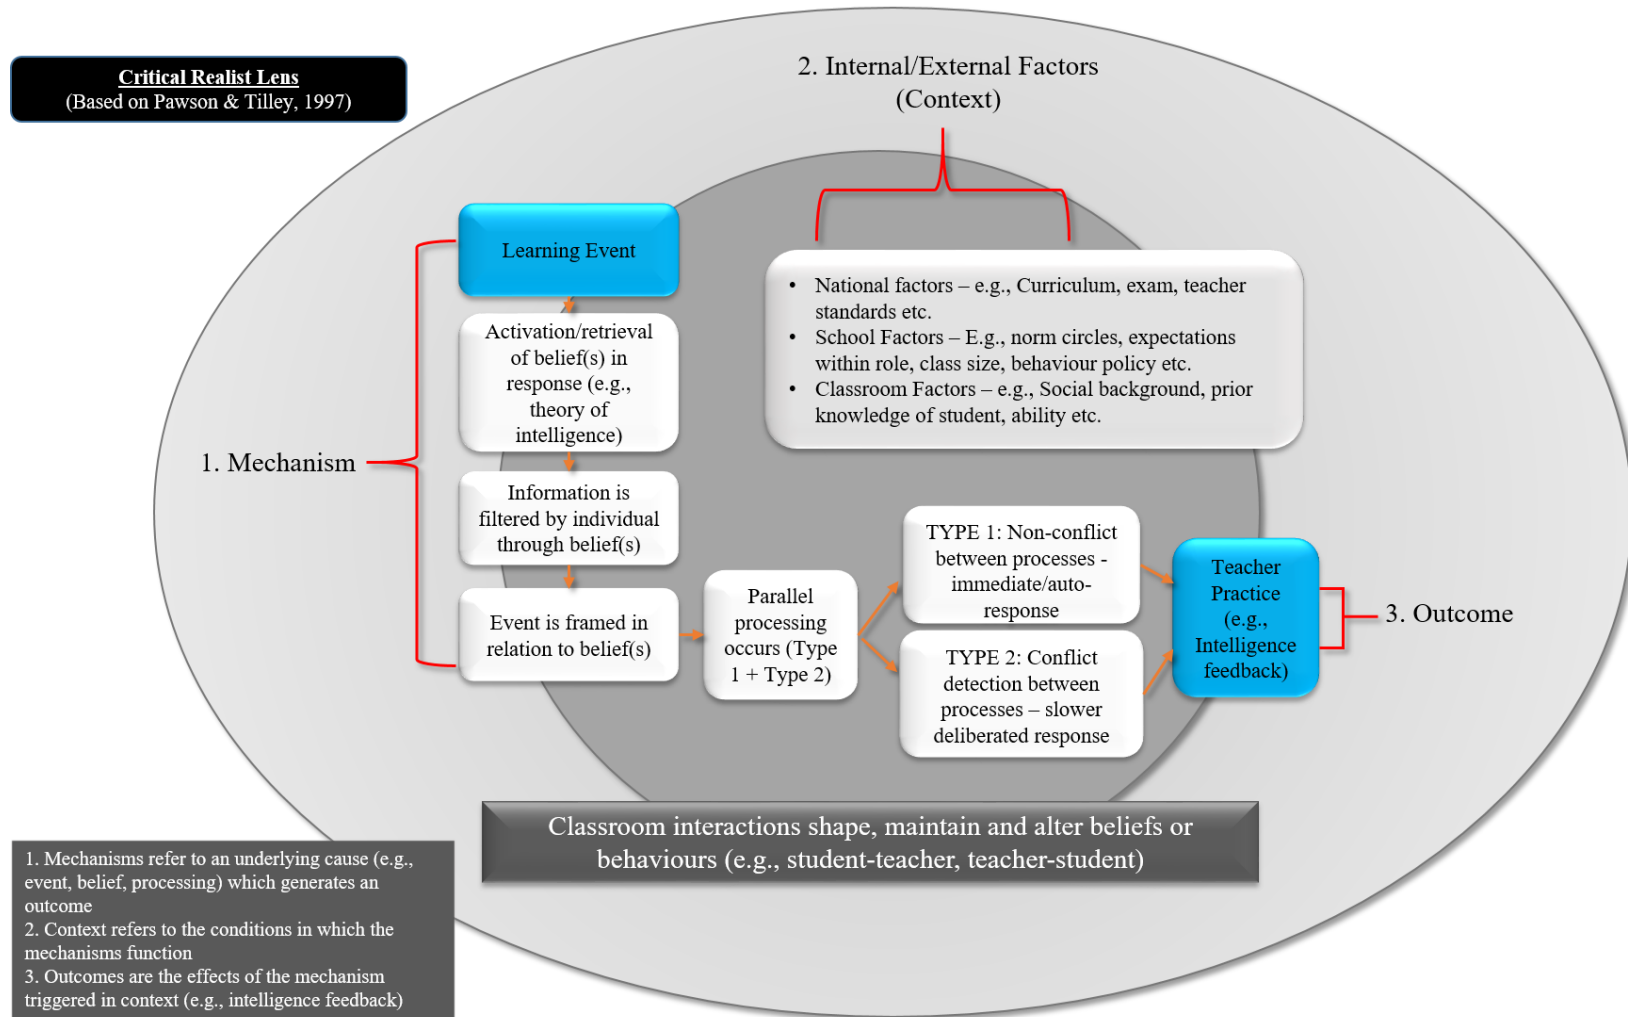 Critical Realist Lens
(Based on Pawson & Tilley, 1997)
2. Internal/External Factors
(Context)
Learning Event
Activation/retrieval
of belief(s) in
response (e.g.,
theory of
intelligence)
Information is
filtered by individual
through belief(s)
Event is framed in
relation to belief(s)
1. Mechanism
• National factors – e.g., Curriculum, exam, teacher
standards etc.
• School Factors – E.g., norm circles, expectations
within role, class size, behaviour policy etc.
• Classroom Factors – e.g., Social background, prior
knowledge of student, ability etc.
Parallel
processing
occurs (Type
1 + Type 2)
TYPE 1: Non-conflict
between processes -
immediate/auto-
response
TYPE 2: Conflict
detection between
processes – slower
deliberated response
Teacher
Practice
(e.g.,
Intelligence
feedback)
3. Outcome
Classroom interactions shape, maintain and alter beliefs or
behaviours (e.g., student-teacher, teacher-student)
1. Mechanisms refer to an underlying cause (e.g.,
event, belief, processing) which generates an
outcome
2. Context refers to the conditions in which the
mechanisms function
3. Outcomes are the effects of the mechanism
triggered in context (e.g., intelligence feedback)